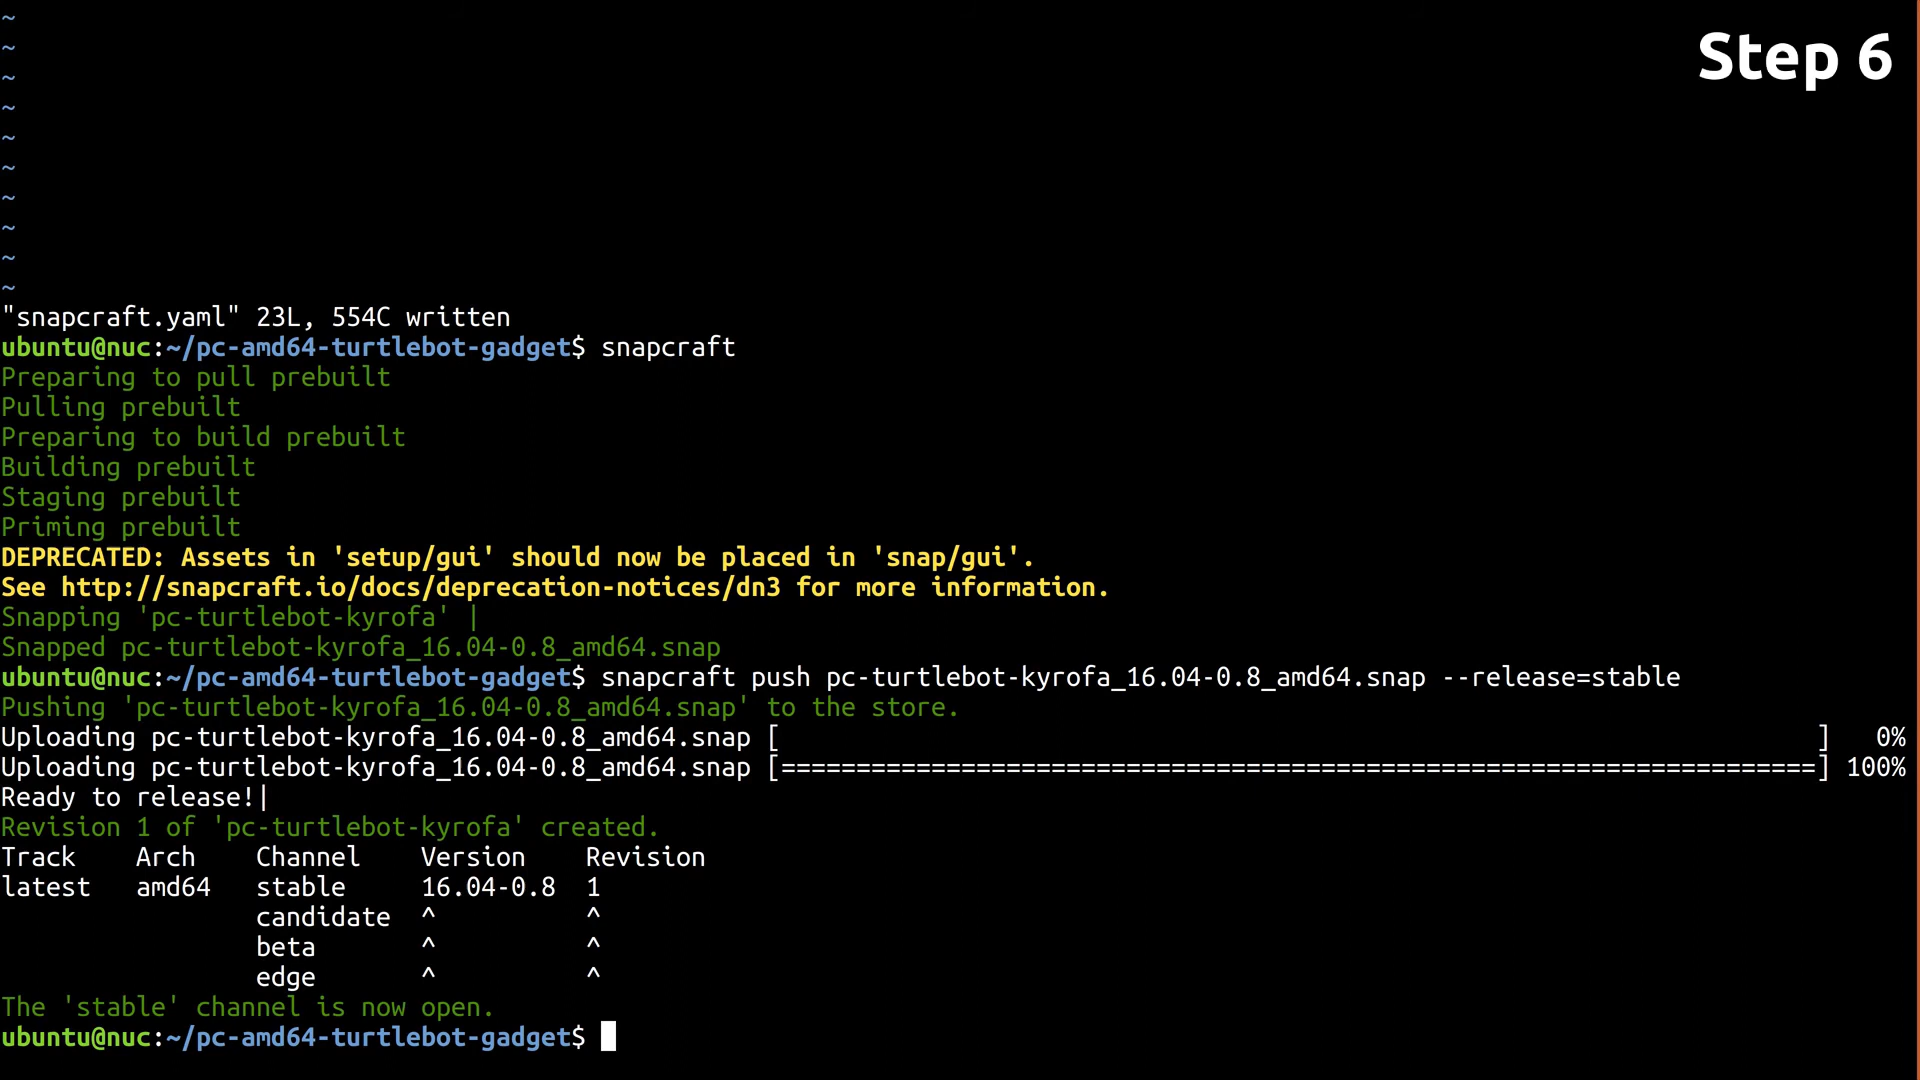 ~
~
Step 6
~
~
~
~
~
~
~
~
"snapcraft.yaml" 23L, 554C written
ubuntu@nuc:~/pc-amd64-turtlebot-gadget$ snapcraft
Preparing to pull prebuilt
Pulling prebuilt
Preparing to build prebuilt
Building prebuilt
Staging prebuilt
Priming prebuilt
DEPRECATED: Assets in 'setup/gui' should now be placed in 'snap/gui'.
See http://snapcraft.io/docs/deprecation-notices/dn3 for more information.
Snapping 'pc-turtlebot-kyrofa' |
Snapped pc-turtlebot-kyrofa_16.04-0.8_amd64.snap
ubuntu@nuc:~/pc-amd64-turtlebot-gadget$ snapcraft push pc-turtlebot-kyrofa_16.04-0.8_amd64.snap --release=stable
Pushing 'pc-turtlebot-kyrofa_16.04-0.8_amd64.snap' to the store.
Uploading pc-turtlebot-kyrofa_16.04-0.8_amd64.snap [                                                                     ]   0%
Uploading pc-turtlebot-kyrofa_16.04-0.8_amd64.snap [=====================================================================] 100%
Ready to release!|
Revision 1 of 'pc-turtlebot-kyrofa' created.
Track    Arch    Channel    Version    Revision
latest   amd64   stable     16.04-0.8  1
                 candidate  ^          ^
                 beta       ^          ^
                 edge       ^          ^
The 'stable' channel is now open.
ubuntu@nuc:~/pc-amd64-turtlebot-gadget$